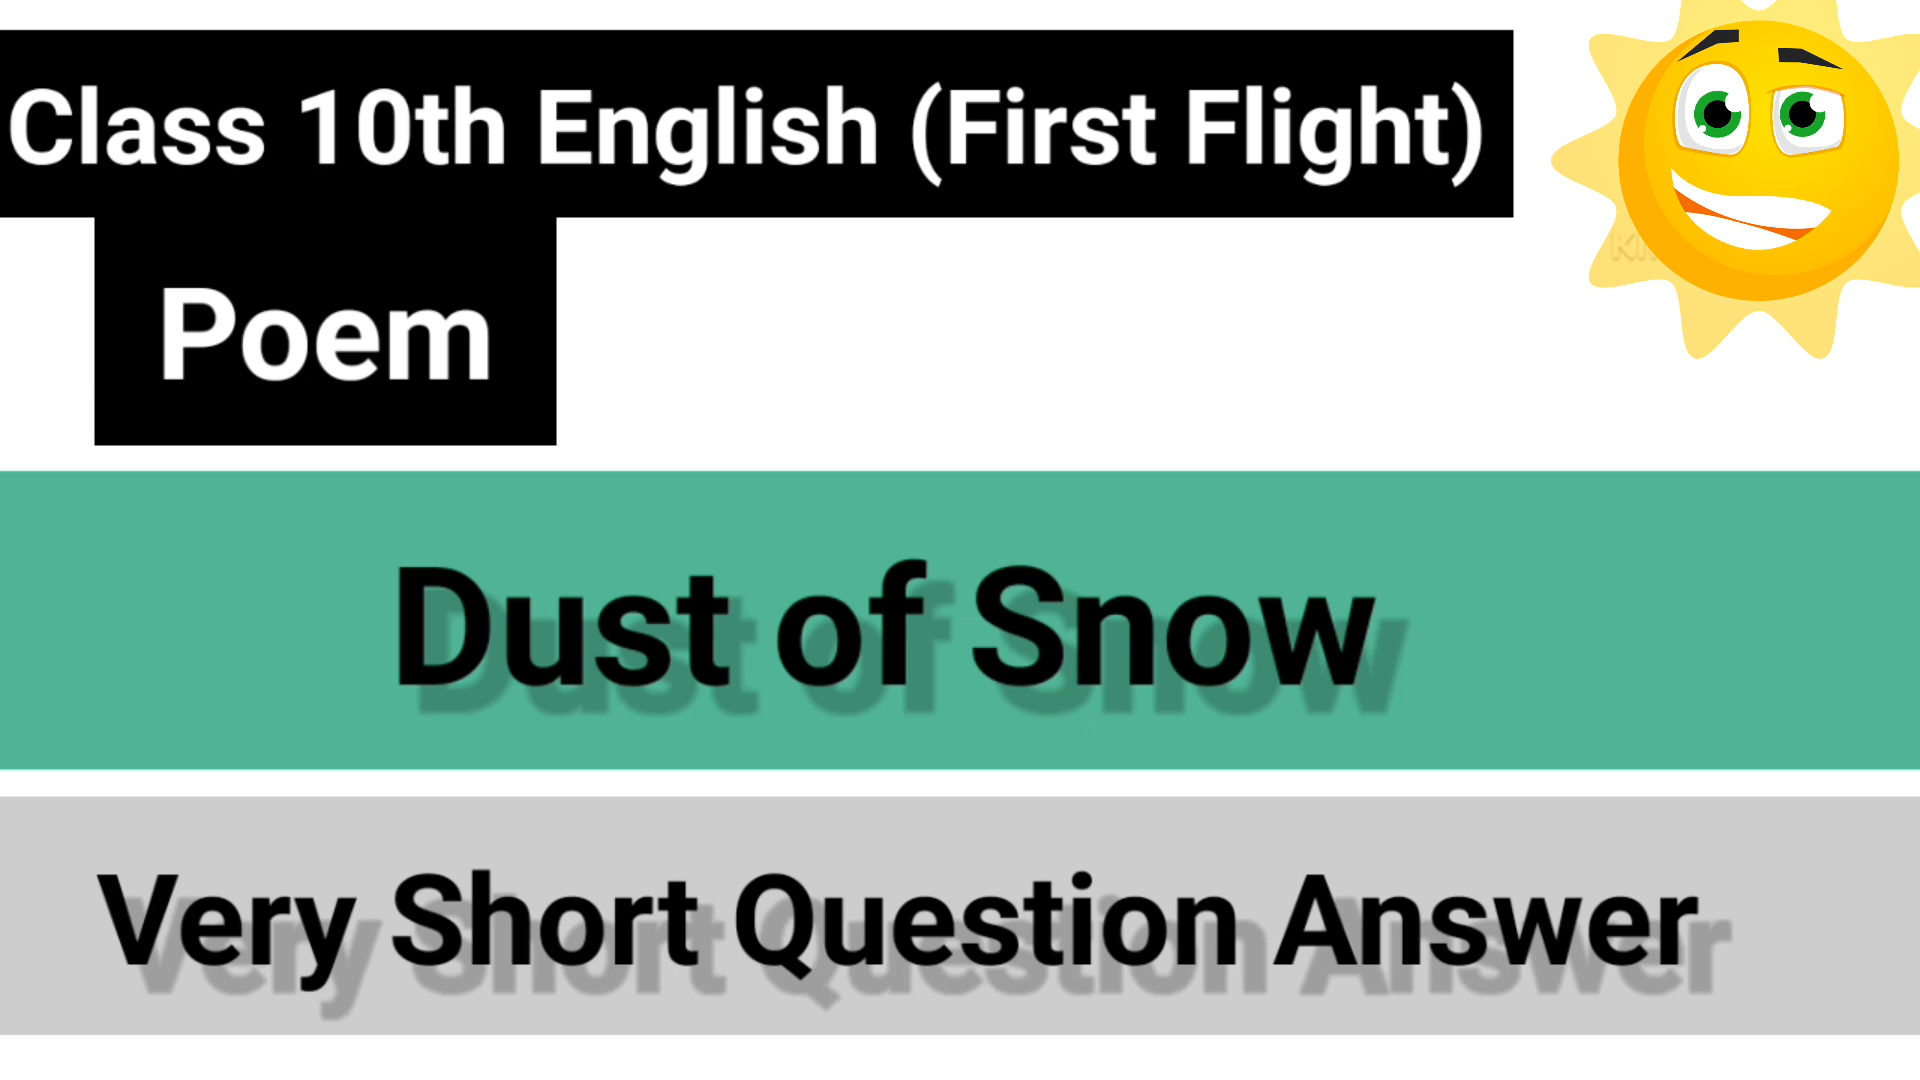 Class 10th English (First Flight)
Poem
Dust of Snow
Very Short Question Answer